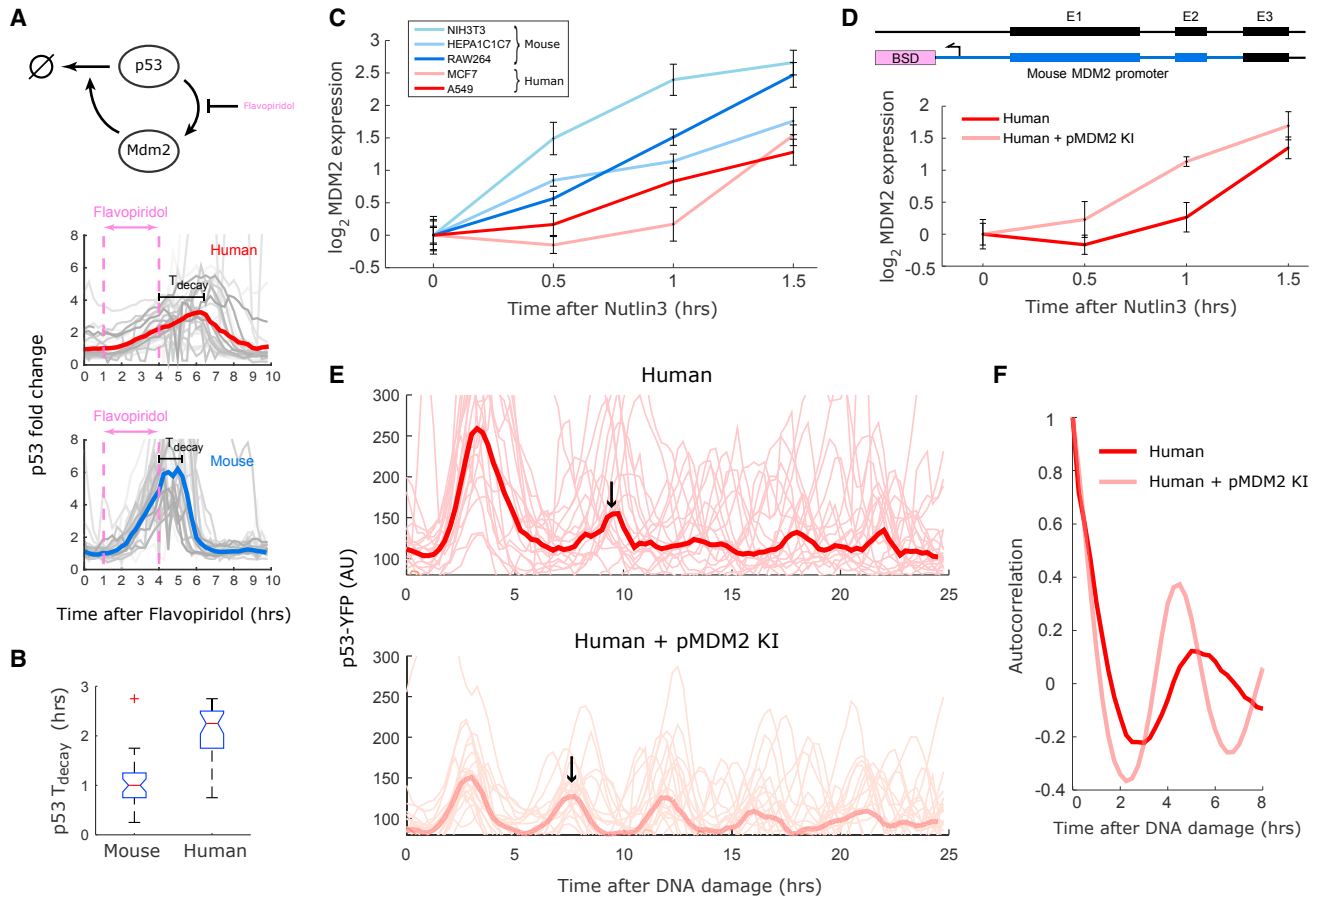 A
p53
Flavopiridol
Mdm2
Flavopiridol
Human
Tdecay
8
6
4
2
0
0 1 2 3 4 5 6 7 8 9 10
Flavopiridol
Mouse
Tdecay
8
6
4
2
0
0 1 2 3 4 5 6 7 8 9 10
p53 fold change
Time after Flavopiridol (hrs)
B
3
2
1
0
p53 Tdecay (hrs)
Mouse Human
C
NIH3T3
HEPA1C1C7
RAW264
MCF7
A549
Mouse
Human
3
2.5
2
1.5
1
0.5
0
-0.5
log2 MDM2 expression
0 0.5 1 1.5
Time after Nutlin3 (hrs)
D
E1 E2 E3
BSD
Mouse MDM2 promoter
Human
Human + pMDM2 KI
2
1
0
-0.5
log2 MDM2 expression
0 0.5 1 1.5
Time after Nutlin3 (hrs)
E
Human
300
250
200
150
100
0 5 10 15 20 25
Human + pMDM2 KI
300
250
200
150
100
0 5 10 15 20 25
p53-YFP (AU)
Time after DNA damage (hrs)
F
Human
Human + pMDM2 KI
1
0.8
0.6
0.4
0.2
0
-0.2
-0.4
Autocorrelation
0 2 4 6 8
Time after DNA damage (hrs)